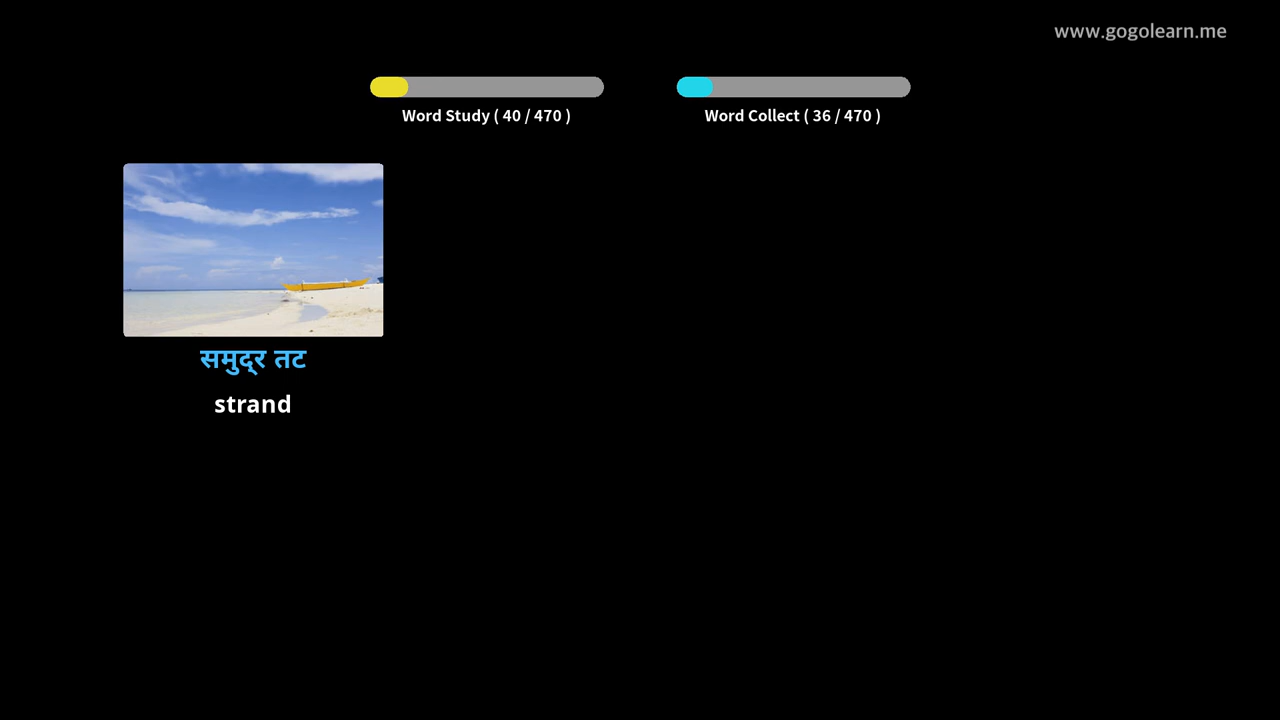 www.gogolearn.me
Word Study ( 40 / 470 )
Word Collect ( 36 / 470 )
समुद्र तट
strand